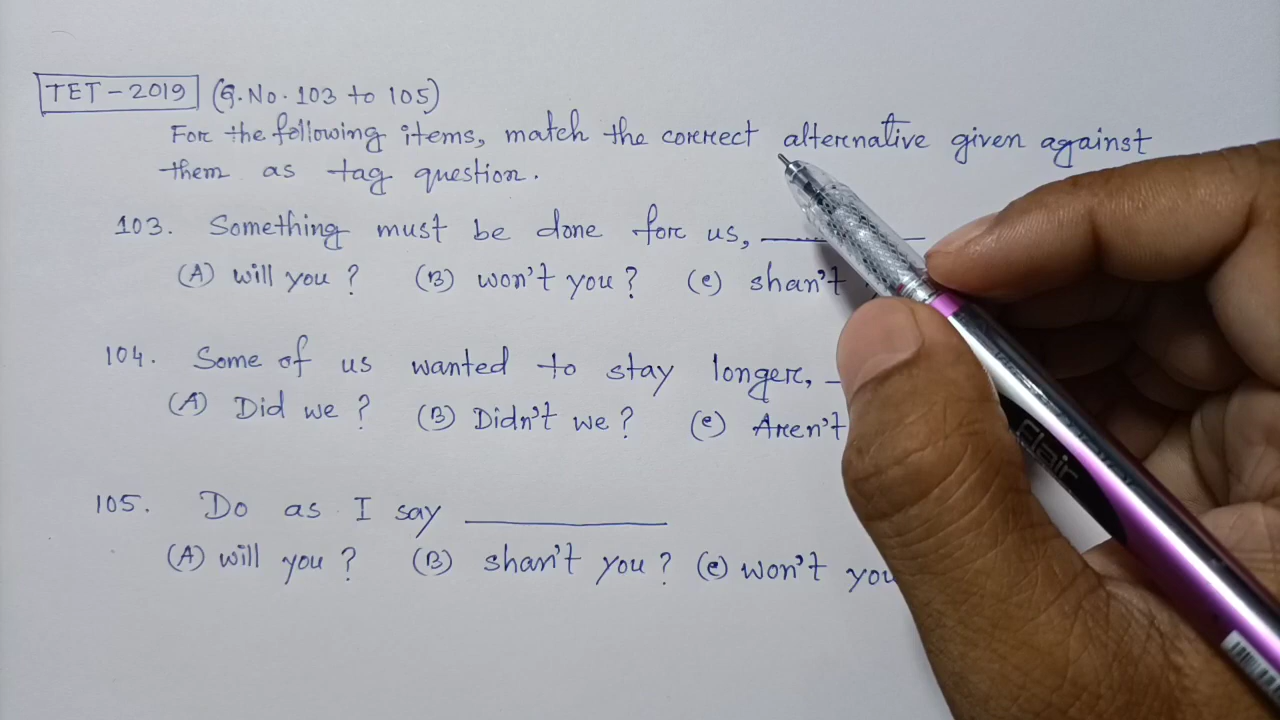 TET - 2019 (Q. No. 103 to 105)
For the following items, match the correct alternative given against
them as tag question.
103. Something must be done for us, ______
(A) will you? (B) won't you? (c) shan't
104. Some of us wanted to stay longer, _
(A) Did we? (B) Didn't we? (c) Aren't
105. Do as I say ______
(A) will you? (B) shan't you? (c) won't you
Flair